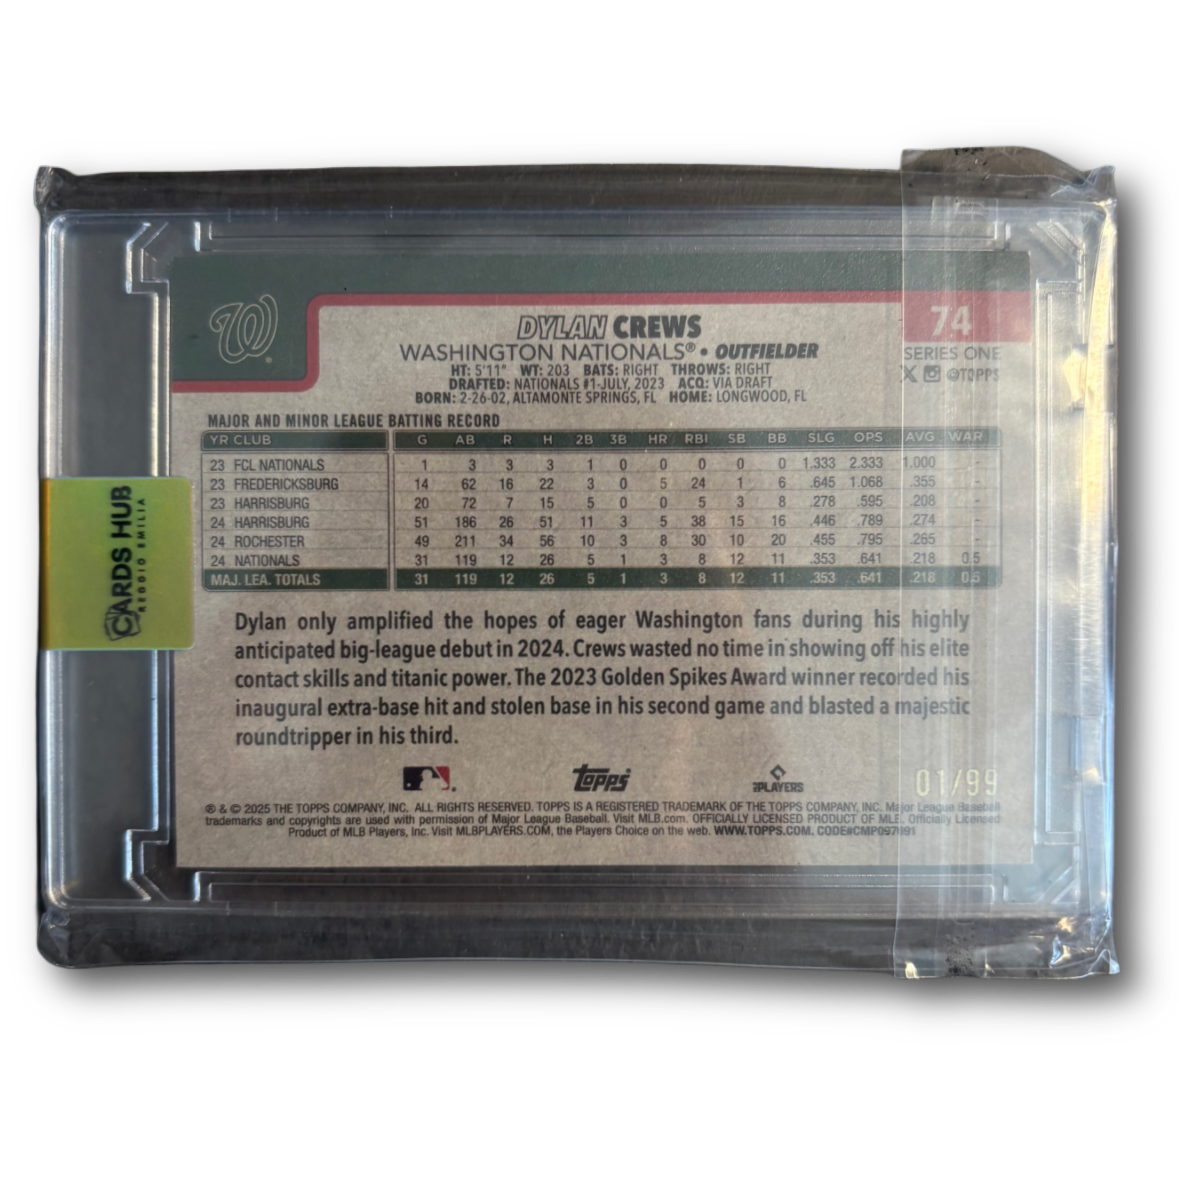 DYLAN CREWS
WASHINGTON NATIONALS® • OUTFIELDER
HT: 5'11" WT: 203 BATS: RIGHT THROWS: RIGHT
DRAFTED: NATIONALS #1-JULY, 2023 ACQ: VIA DRAFT
BORN: 2-26-02, ALTAMONTE SPRINGS, FL HOME: LONGWOOD, FL
74
SERIES ONE
@TOPPS
MAJOR AND MINOR LEAGUE BATTING RECORD
YR CLUB G AB R H 2B 3B HR RBI SB BB SLG OPS AVG WAR
23 FCL NATIONALS 1 3 3 3 1 0 0 0 0 0 1.333 2.333 1.000 -
23 FREDERICKSBURG 14 62 16 22 3 0 5 24 1 6 .645 1.068 .355 -
23 HARRISBURG 20 72 7 15 5 0 0 5 3 8 .278 .595 .208 -
24 HARRISBURG 51 186 26 51 11 3 5 38 15 16 .446 .789 .274 -
24 ROCHESTER 49 211 34 56 10 3 8 30 10 20 .455 .795 .265 -
24 NATIONALS 31 119 12 26 5 1 3 8 12 11 .353 .641 .218 0.5
MAJ. LEA. TOTALS 31 119 12 26 5 1 3 8 12 11 .353 .641 .218 0.5
Dylan only amplified the hopes of eager Washington fans during his highly
anticipated big-league debut in 2024. Crews wasted no time in showing off his elite
contact skills and titanic power. The 2023 Golden Spikes Award winner recorded his
inaugural extra-base hit and stolen base in his second game and blasted a majestic
roundtripper in his third.
topps
PLAYERS
01/99
® & © 2025 THE TOPPS COMPANY, INC. ALL RIGHTS RESERVED. TOPPS IS A REGISTERED TRADEMARK OF THE TOPPS COMPANY, INC. Major League Baseball
trademarks and copyrights are used with permission of Major League Baseball. Visit MLB.com. OFFICIALLY LICENSED PRODUCT OF MLB. Officially Licensed
Product of MLB Players, Inc. Visit MLBPLAYERS.COM, the Players Choice on the web. WWW.TOPPS.COM.
CARDS HUB
REGGIO EMILIA